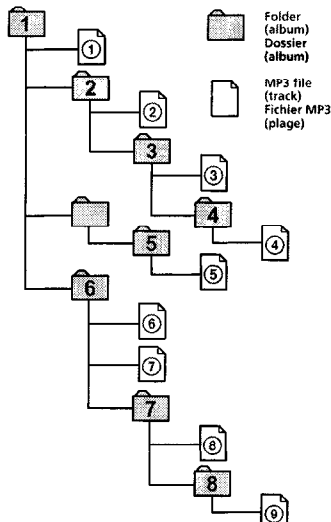 1
Folder
(album)
Dossier
(album)
①
2
MP3 file
(track)
Fichier MP3
(plage)
②
3
③
4
④
5
⑤
6
⑥
⑦
7
⑧
8
⑨